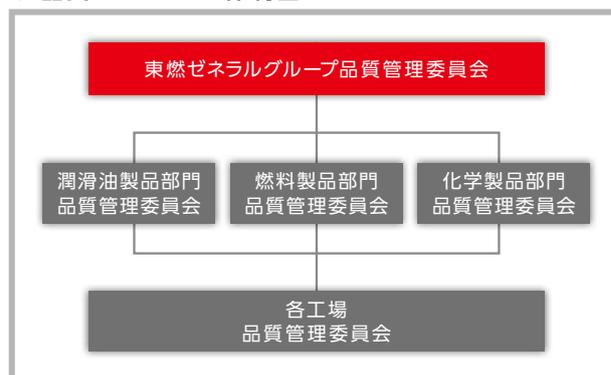 東燃ゼネラルグループ品質管理委員会
潤滑油製品部門
品質管理委員会
燃料製品部門
品質管理委員会
化学製品部門
品質管理委員会
各工場
品質管理委員会